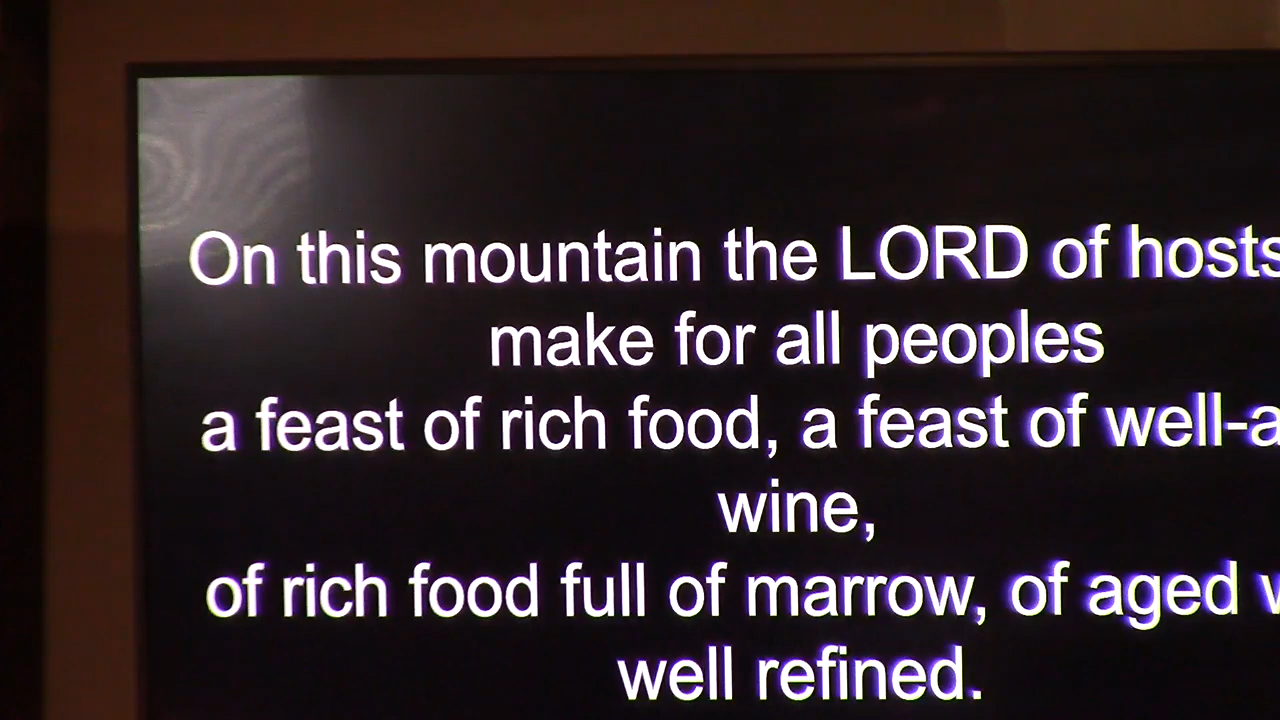 On this mountain the LORD of hosts
make for all peoples
a feast of rich food, a feast of well-a
wine,
of rich food full of marrow, of aged
well refined.